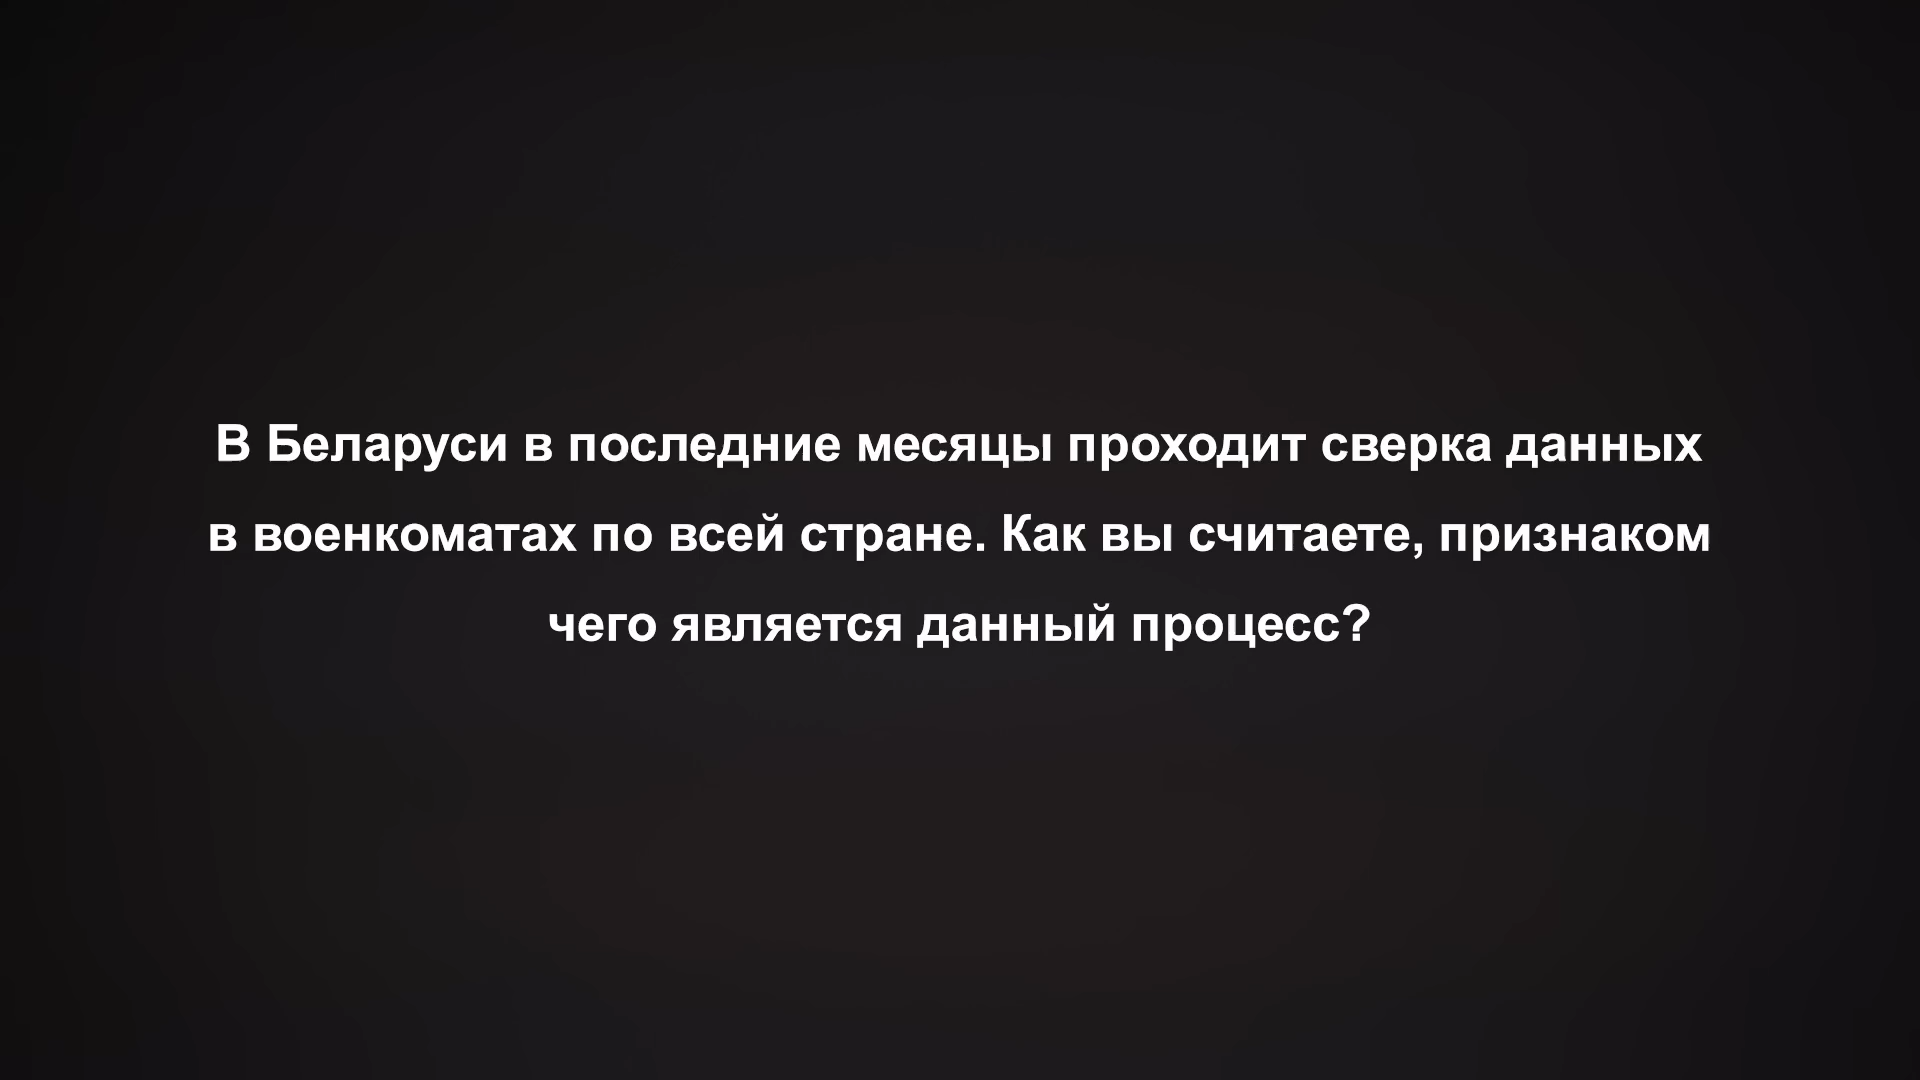 В Беларуси в последние месяцы проходит сверка данных
в военкоматах по всей стране. Как вы считаете, признаком
чего является данный процесс?